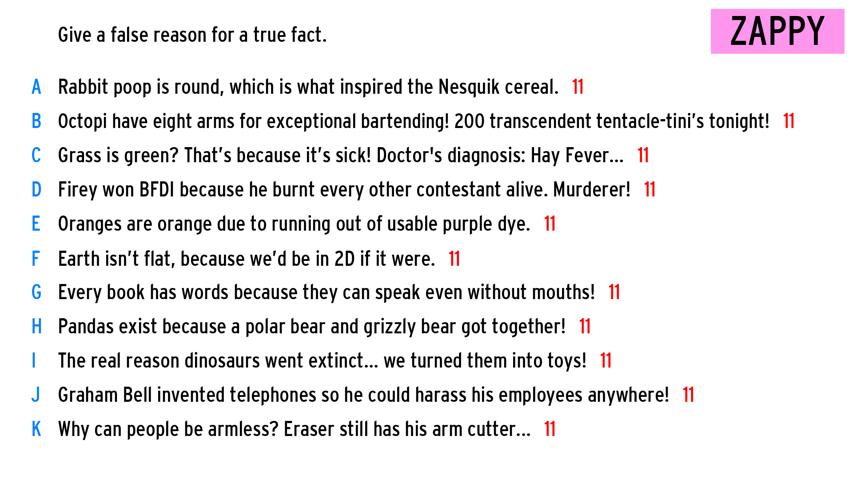 Give a false reason for a true fact.
ZAPPY
A Rabbit poop is round, which is what inspired the Nesquik cereal. 11
B Octopi have eight arms for exceptional bartending! 200 transcendent tentacle-tini's tonight! 11
C Grass is green? That's because it's sick! Doctor's diagnosis: Hay Fever... 11
D Firey won BFDI because he burnt every other contestant alive. Murderer! 11
E Oranges are orange due to running out of usable purple dye. 11
F Earth isn't flat, because we'd be in 2D if it were. 11
G Every book has words because they can speak even without mouths! 11
H Pandas exist because a polar bear and grizzly bear got together! 11
I The real reason dinosaurs went extinct... we turned them into toys! 11
J Graham Bell invented telephones so he could harass his employees anywhere! 11
K Why can people be armless? Eraser still has his arm cutter... 11